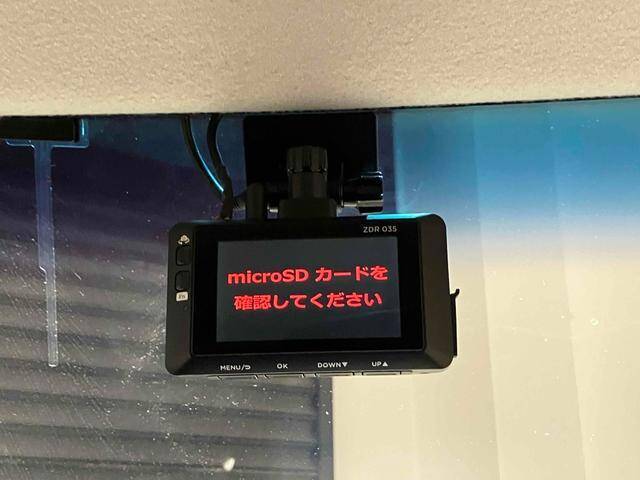 ZDR 035
microSD カードを
確認してください
Fn
MENU/⮌ OK DOWN▼ UP▲